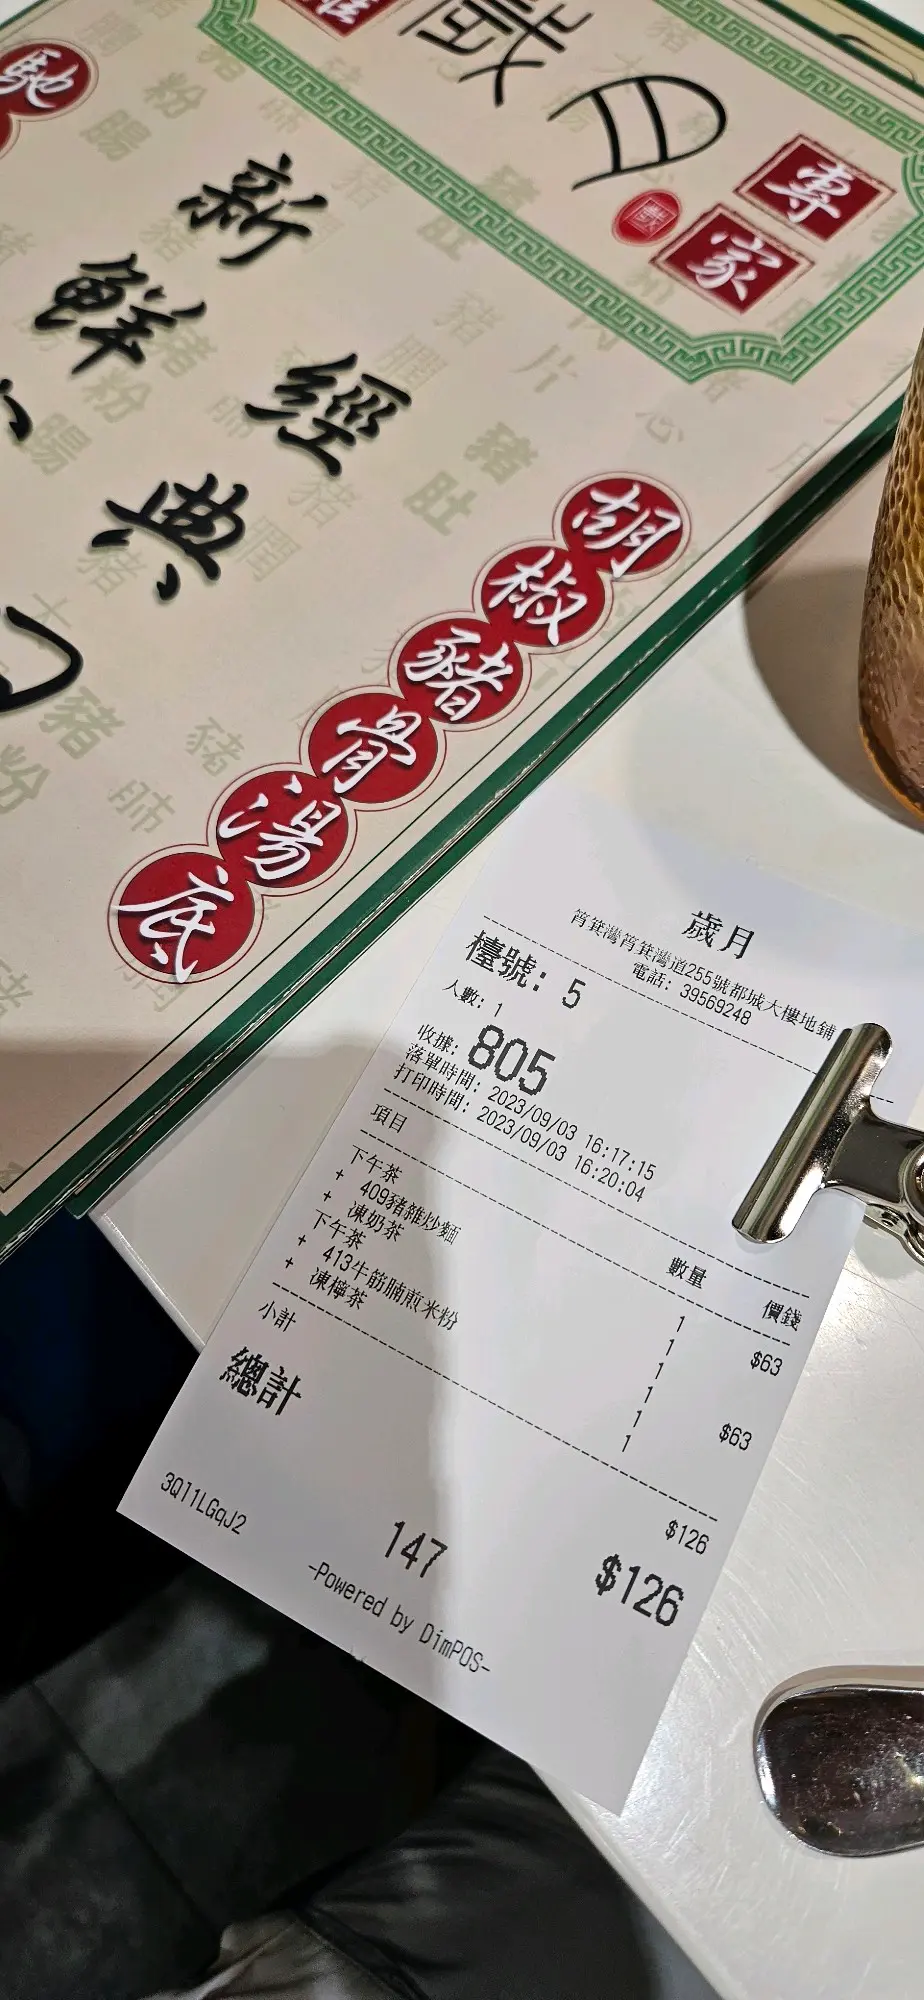 歲月
專家
新鮮
經典
胡椒豬骨湯底
歲月
筲箕灣筲箕灣道255號都城大樓地鋪
電話: 39569248
檯號: 5
人數: 1
收據: 805
落單時間: 2023/09/03 16:17:15
打印時間: 2023/09/03 16:20:04
項目 數量 價錢
下午茶 1 $63
+ 409豬雜炒麵 1
+ 凍奶茶 1
下午茶 1 $63
+ 413牛筋腩煎米粉 1
+ 凍檸茶 1
小計 $126
總計 $126
3Q11LGqJ2 147
-Powered by DimPOS-